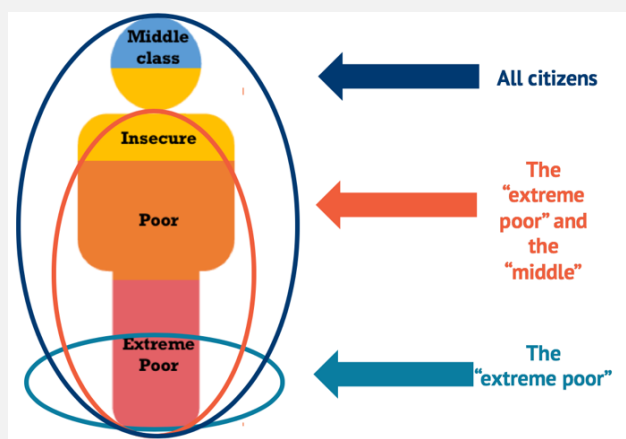 Middle
class
All citizens
Insecure
The
“extreme
poor” and
the
“middle”
Poor
Extreme
Poor
The
“extreme poor”